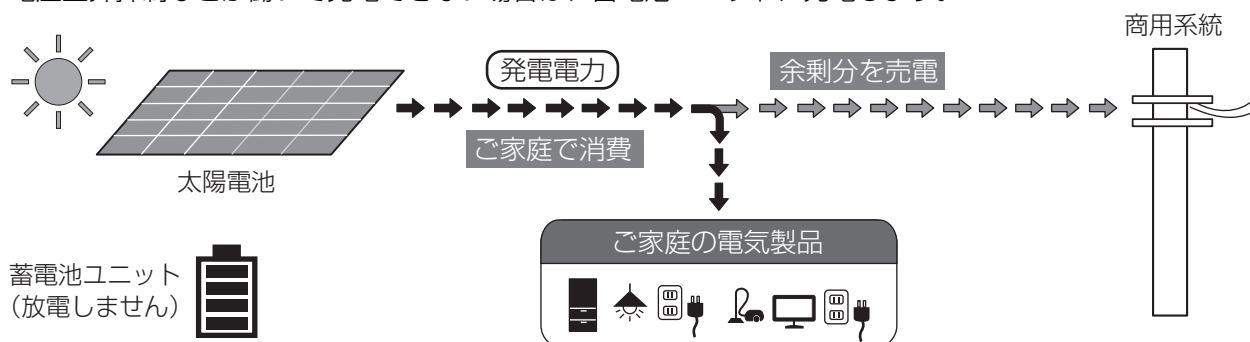 商用系統
発電電力
余剰分を売電
ご家庭で消費
太陽電池
ご家庭の電気製品
蓄電池ユニット
(放電しません)